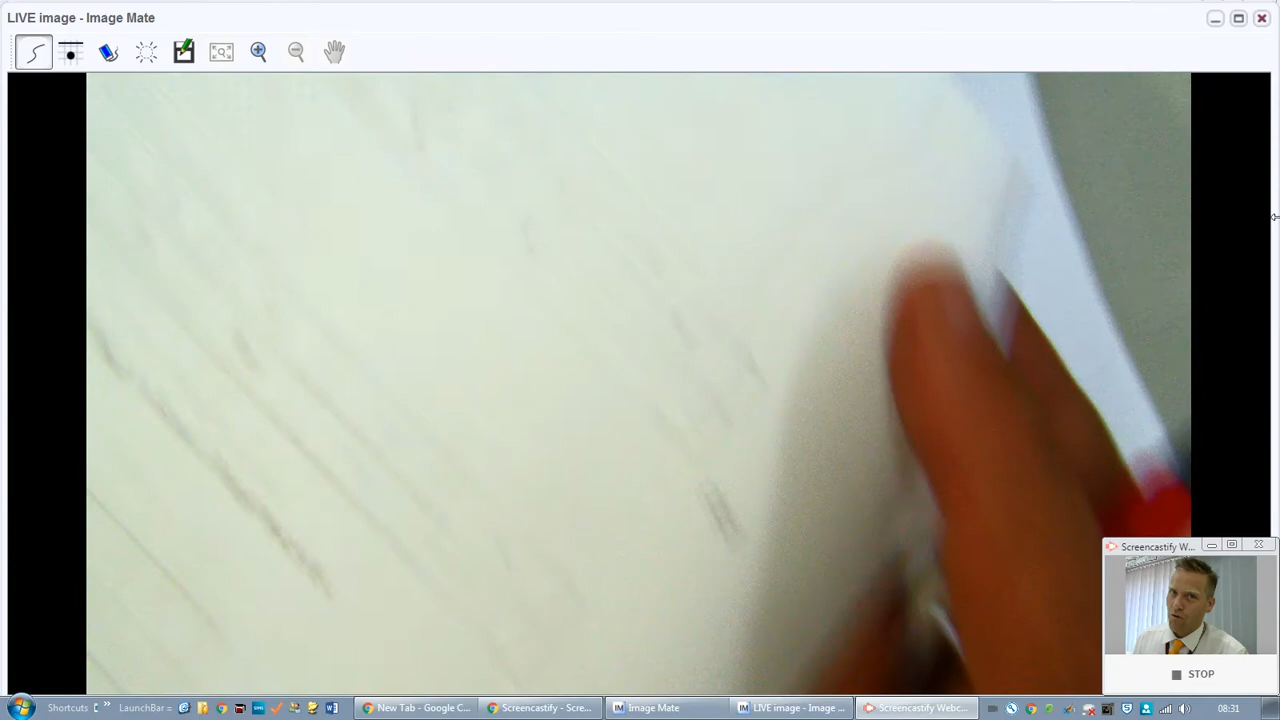 LIVE image - Image Mate
Screencastify W...
STOP
Shortcuts
LaunchBar
New Tab - Google C...
Screencastify - Scre...
Image Mate
LIVE image - Image ...
Screencastify Webc...
08:31